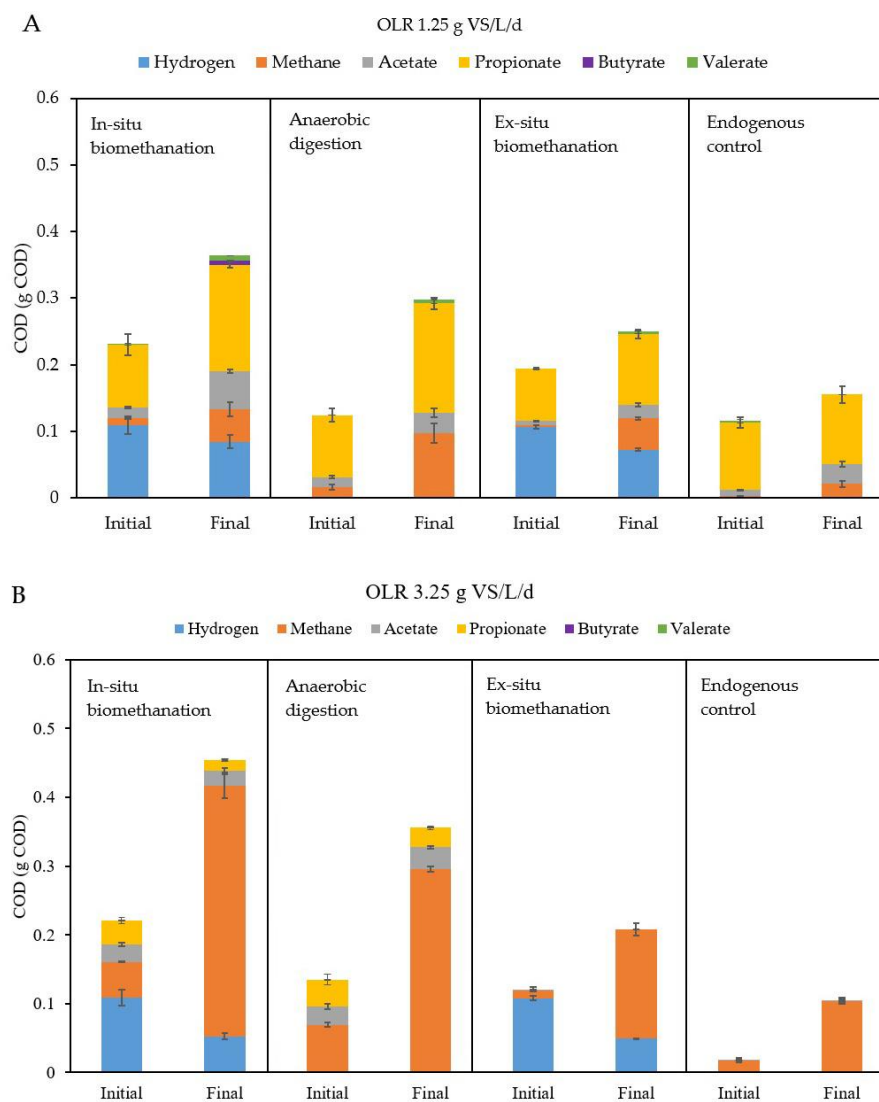 A
OLR 1.25 g VS/L/d
Hydrogen Methane Acetate Propionate Butyrate Valerate
COD (g COD)
0.6
0.5
0.4
0.3
0.2
0.1
0
In-situ
biomethanation
Anaerobic
digestion
Ex-situ
biomethanation
Endogenous
control
Initial Final Initial Final Initial Final Initial Final
B
OLR 3.25 g VS/L/d
Hydrogen Methane Acetate Propionate Butyrate Valerate
COD (g COD)
0.6
0.5
0.4
0.3
0.2
0.1
0
In-situ
biomethanation
Anaerobic
digestion
Ex-situ
biomethanation
Endogenous
control
Initial Final Initial Final Initial Final Initial Final